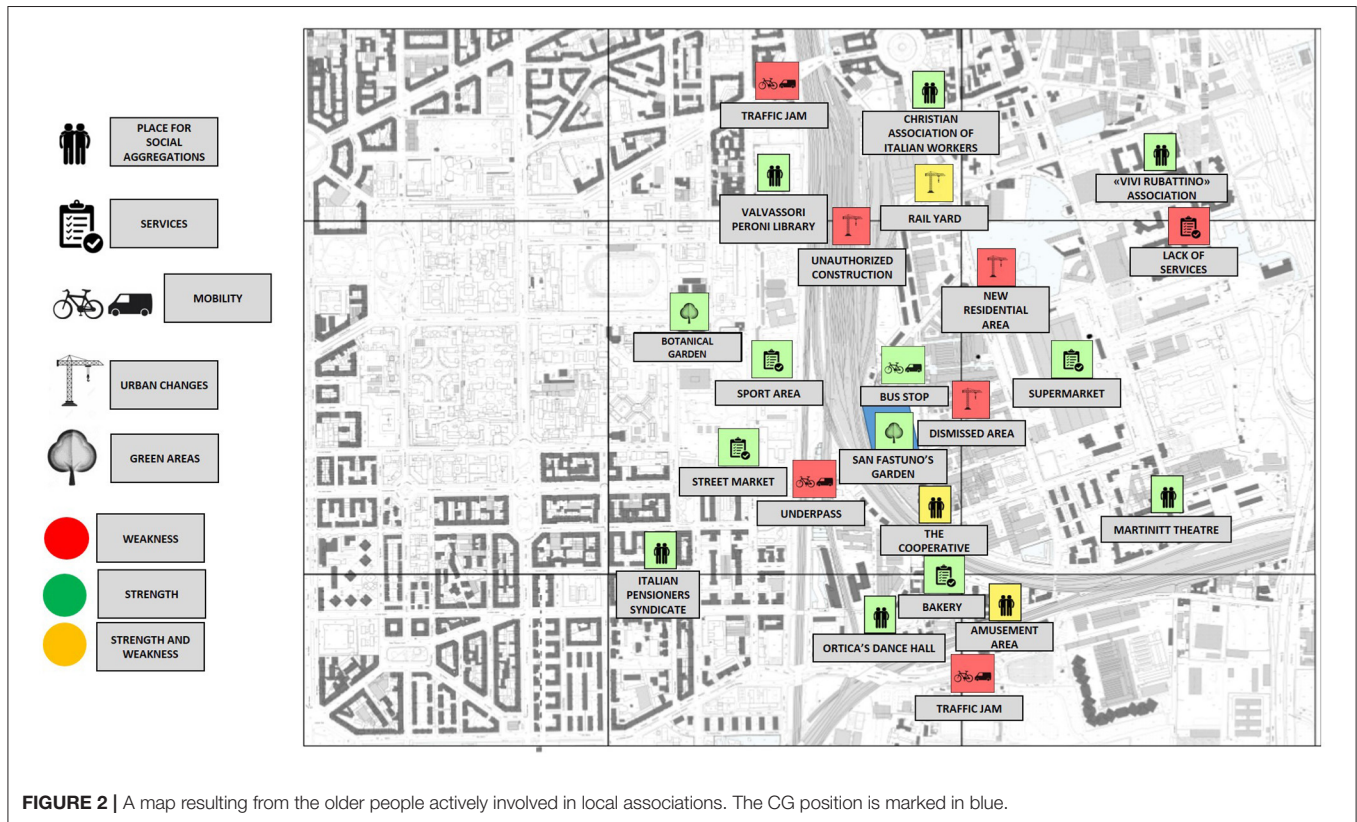 PLACE FOR
SOCIAL
AGGREGATIONS
SERVICES
MOBILITY
URBAN CHANGES
GREEN AREAS
WEAKNESS
STRENGTH
STRENGTH AND
WEAKNESS
TRAFFIC JAM
CHRISTIAN
ASSOCIATION OF
ITALIAN WORKERS
«VIVI RUBATTINO»
ASSOCIATION
VALVASSORI
PERONI LIBRARY
RAIL YARD
UNAUTHORIZED
CONSTRUCTION
LACK OF
SERVICES
NEW
RESIDENTIAL
AREA
BOTANICAL
GARDEN
SPORT AREA
BUS STOP
SUPERMARKET
DISMISSED AREA
SAN FASTUNO'S
GARDEN
STREET MARKET
UNDERPASS
MARTINITT THEATRE
THE
COOPERATIVE
ITALIAN
PENSIONERS
SYNDICATE
BAKERY
AMUSEMENT
AREA
ORTICA'S DANCE HALL
TRAFFIC JAM
FIGURE 2 | A map resulting from the older people actively involved in local associations. The CG position is marked in blue.